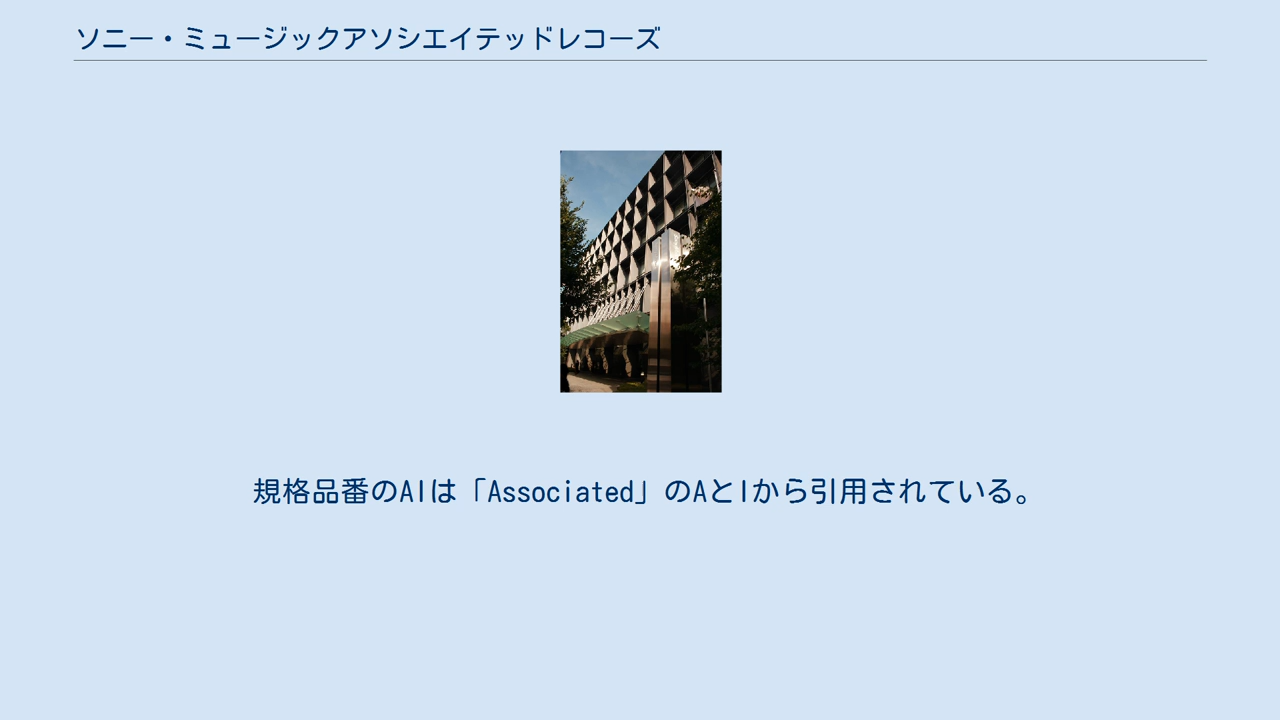 ソニー・ミュージックアソシエイテッドレコーズ
規格品番のAIは「Associated」のAとIから引用されている。